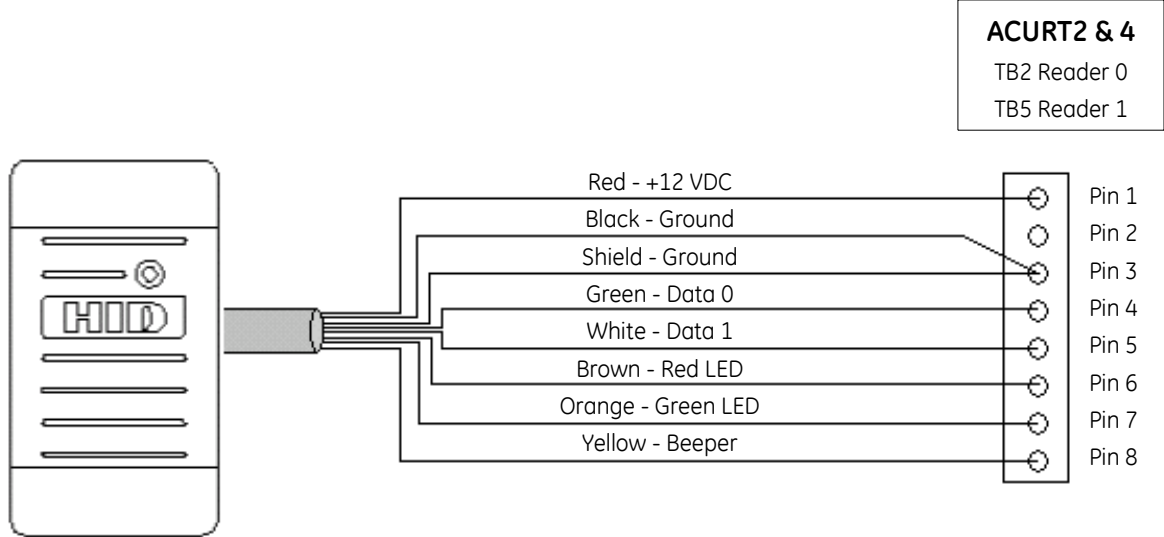 ACURT2 & 4
TB2 Reader 0
TB5 Reader 1
Red - +12 VDC
Pin 1
Black - Ground
Pin 2
Shield - Ground
Pin 3
Green - Data 0
Pin 4
HID
White - Data 1
Pin 5
Brown - Red LED
Pin 6
Orange - Green LED
Pin 7
Yellow - Beeper
Pin 8